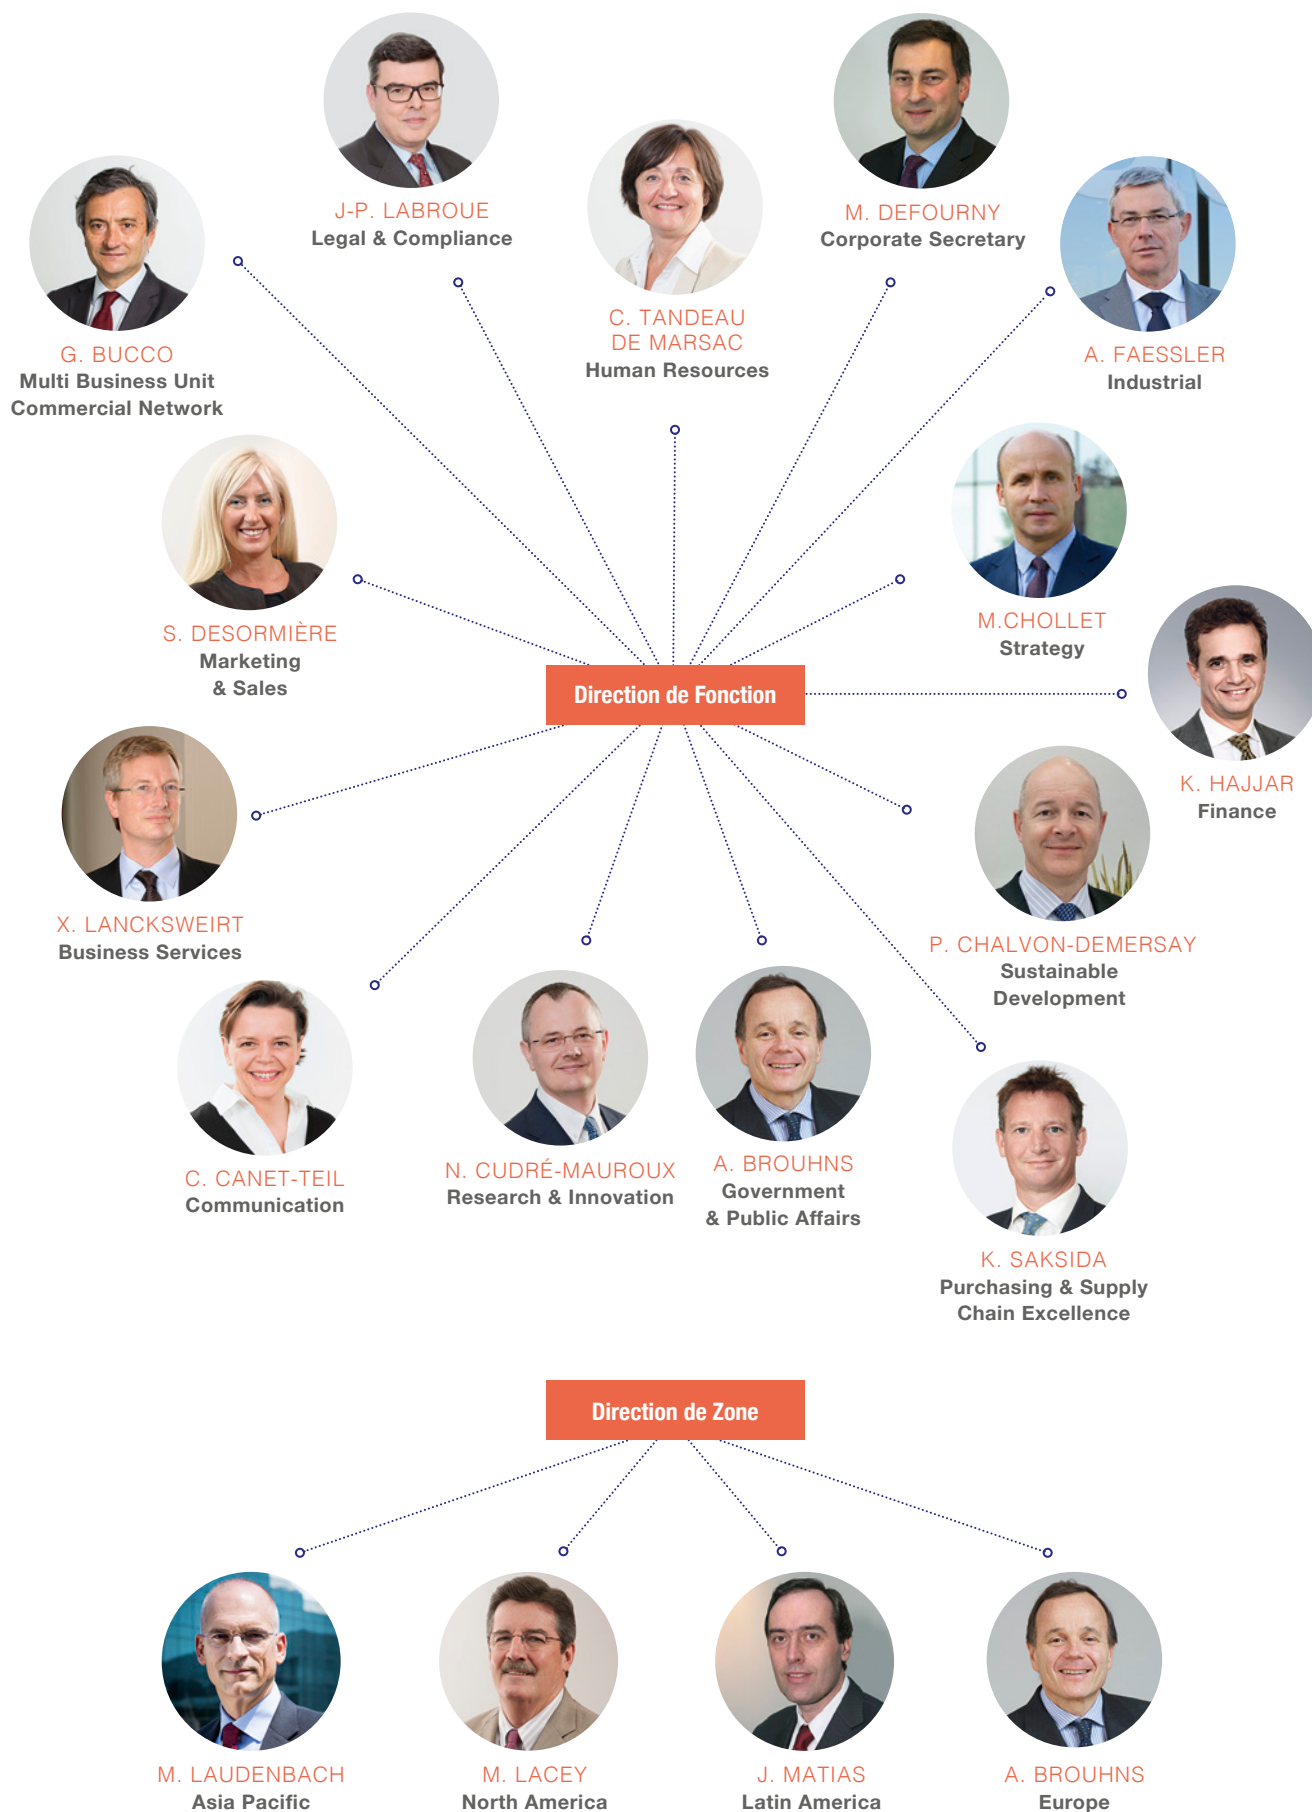 J-P. LABROUE
Legal & Compliance
M. DEFOURNY
Corporate Secretary
C. TANDEAU
DE MARSAC
Human Resources
G. BUCCO
Multi Business Unit
Commercial Network
A. FAESSLER
Industrial
S. DESORMIÈRE
Marketing
& Sales
M.CHOLLET
Strategy
Direction de Fonction
K. HAJJAR
Finance
X. LANCKSWEIRT
Business Services
P. CHALVON-DEMERSAY
Sustainable
Development
C. CANET-TEIL
Communication
N. CUDRÉ-MAUROUX
Research & Innovation
A. BROUHNS
Government
& Public Affairs
K. SAKSIDA
Purchasing & Supply
Chain Excellence
Direction de Zone
M. LAUDENBACH
Asia Pacific
M. LACEY
North America
J. MATIAS
Latin America
A. BROUHNS
Europe